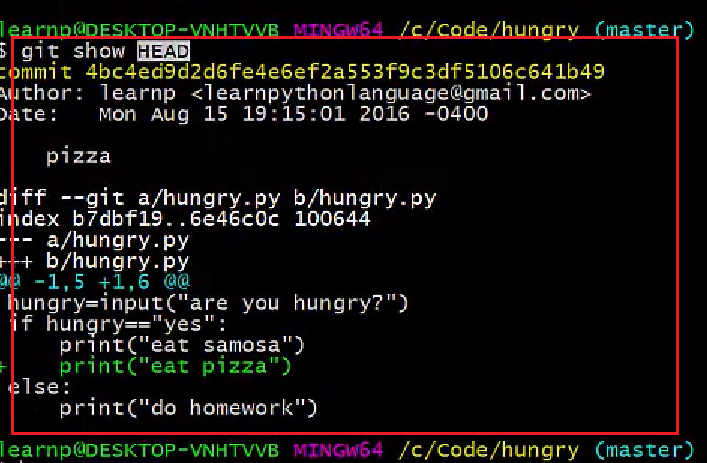 learnp@DESKTOP-VNHTVVB MINGW64 /c/Code/hungry (master)
$ git show HEAD
commit 4bc4ed9d2d6fe4e6ef2a553f9c3df5106c641b49
Author: learnp <learnpythonlanguage@gmail.com>
Date:   Mon Aug 15 19:15:01 2016 -0400

    pizza

diff --git a/hungry.py b/hungry.py
index b7dbf19..6e46c0c 100644
--- a/hungry.py
+++ b/hungry.py
@@ -1,5 +1,6 @@
 hungry=input("are you hungry?")
 if hungry=="yes":
     print("eat samosa")
+    print("eat pizza")
 else:
     print("do homework")

learnp@DESKTOP-VNHTVVB MINGW64 /c/Code/hungry (master)